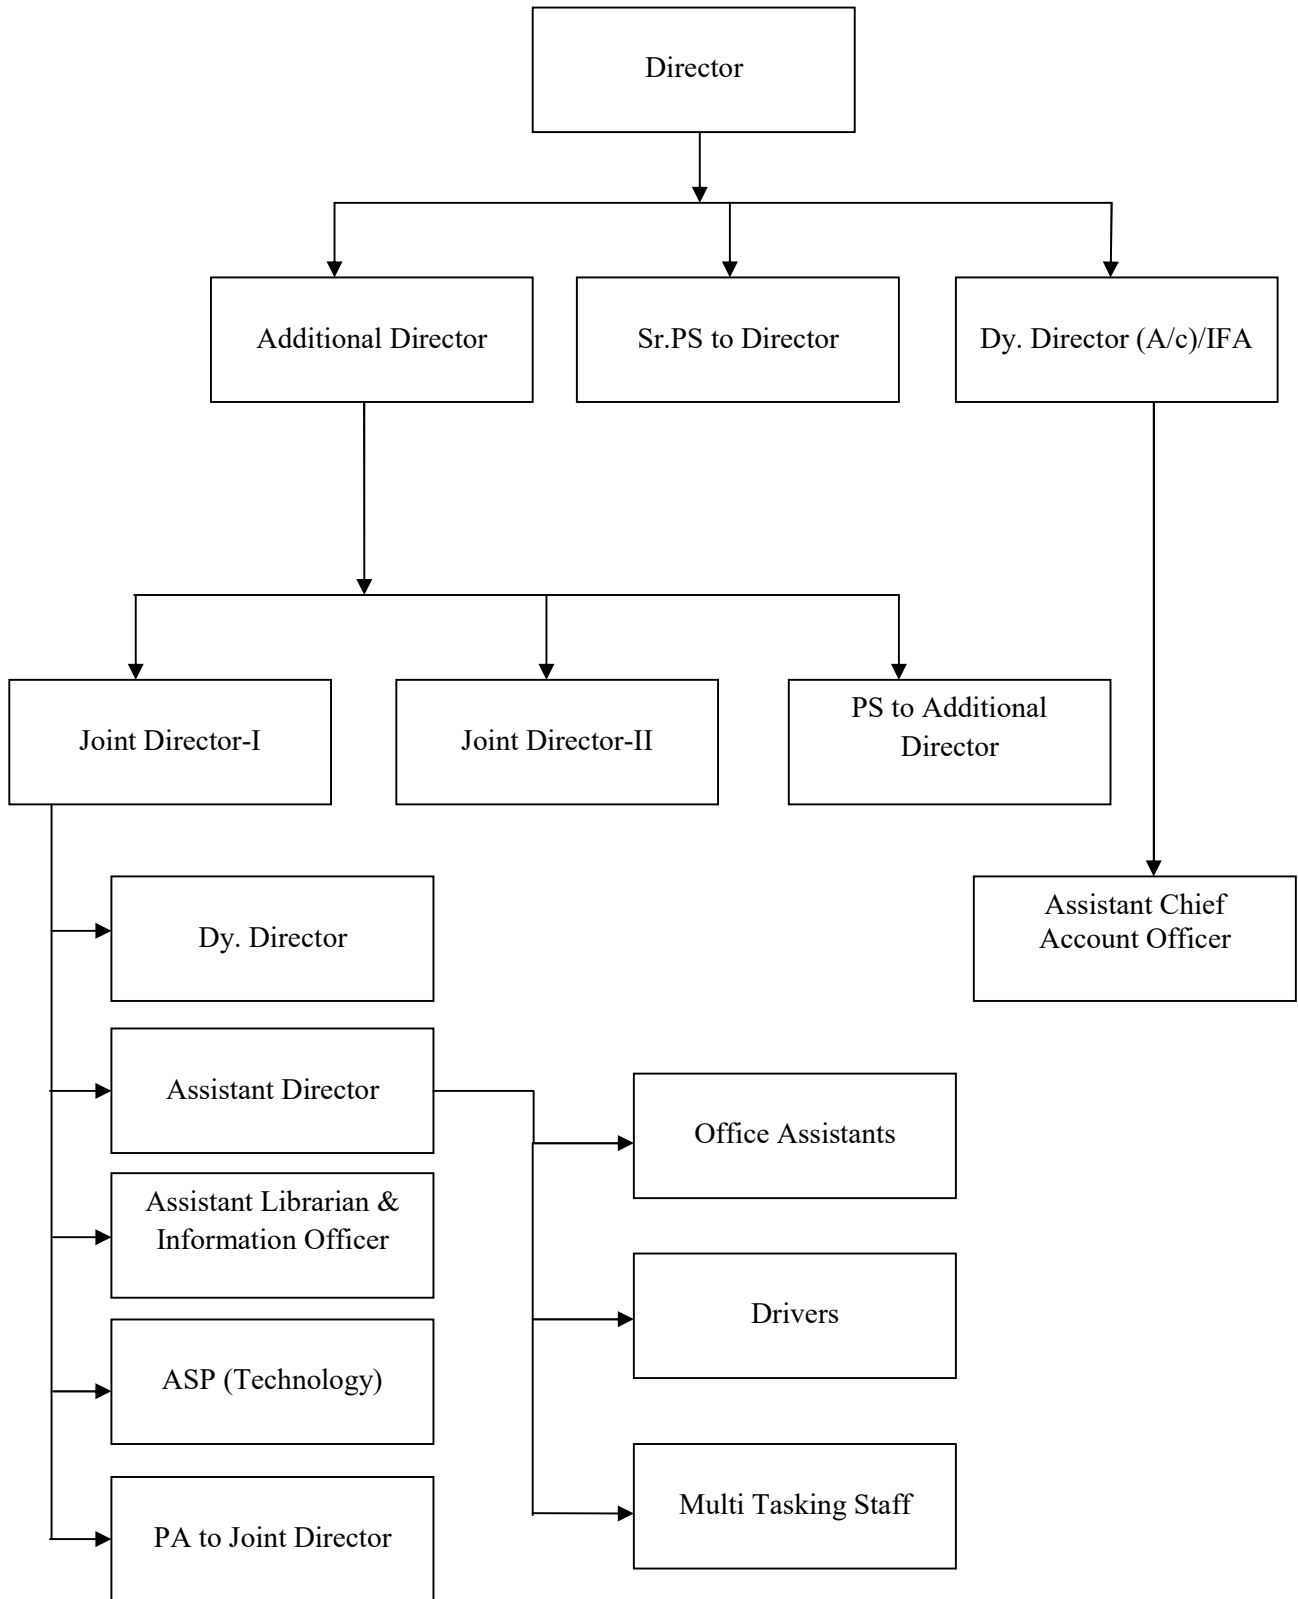 Director
Additional Director
Sr.PS to Director
Dy. Director (A/c)/IFA
Joint Director-I
Joint Director-II
PS to Additional
Director
Dy. Director
Assistant Chief
Account Officer
Assistant Director
Office Assistants
Assistant Librarian &
Information Officer
Drivers
ASP (Technology)
Multi Tasking Staff
PA to Joint Director